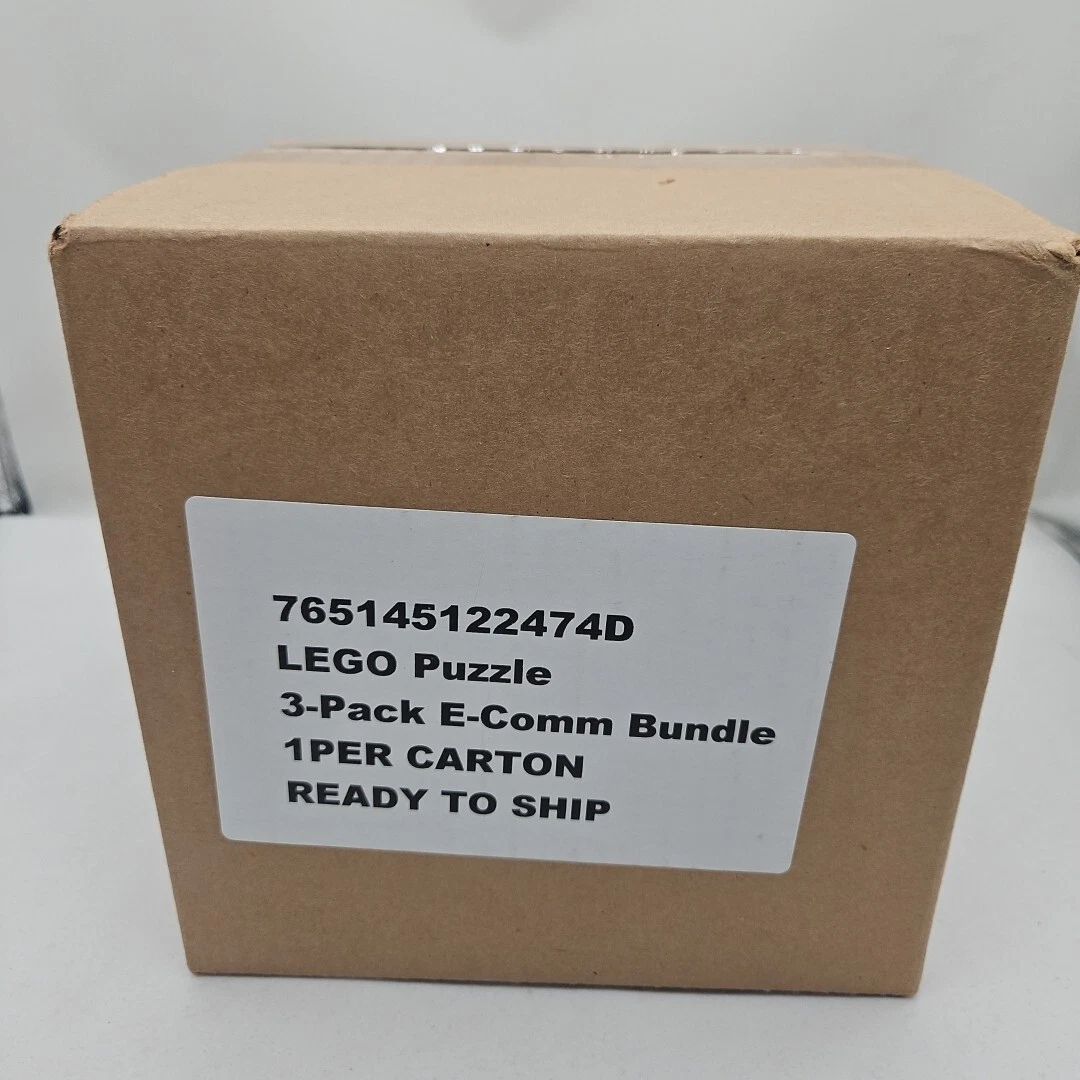 765145122474D
LEGO Puzzle
3-Pack E-Comm Bundle
1PER CARTON
READY TO SHIP